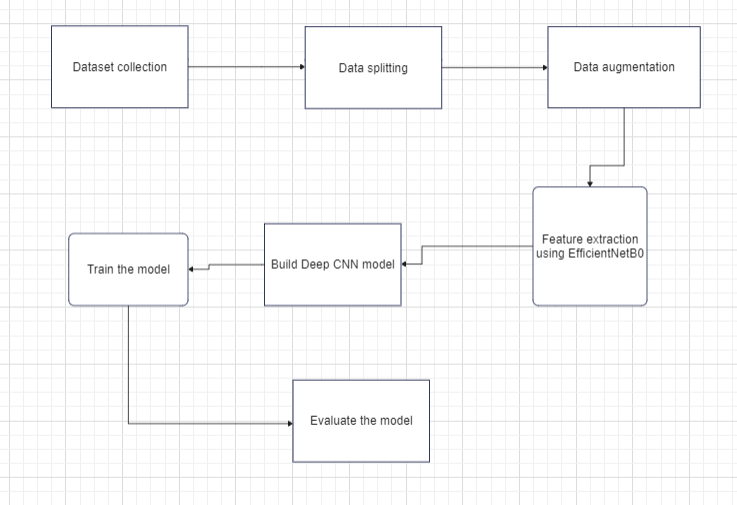 Dataset collection
Data splitting
Data augmentation
Feature extraction
using EfficientNetB0
Build Deep CNN model
Train the model
Evaluate the model